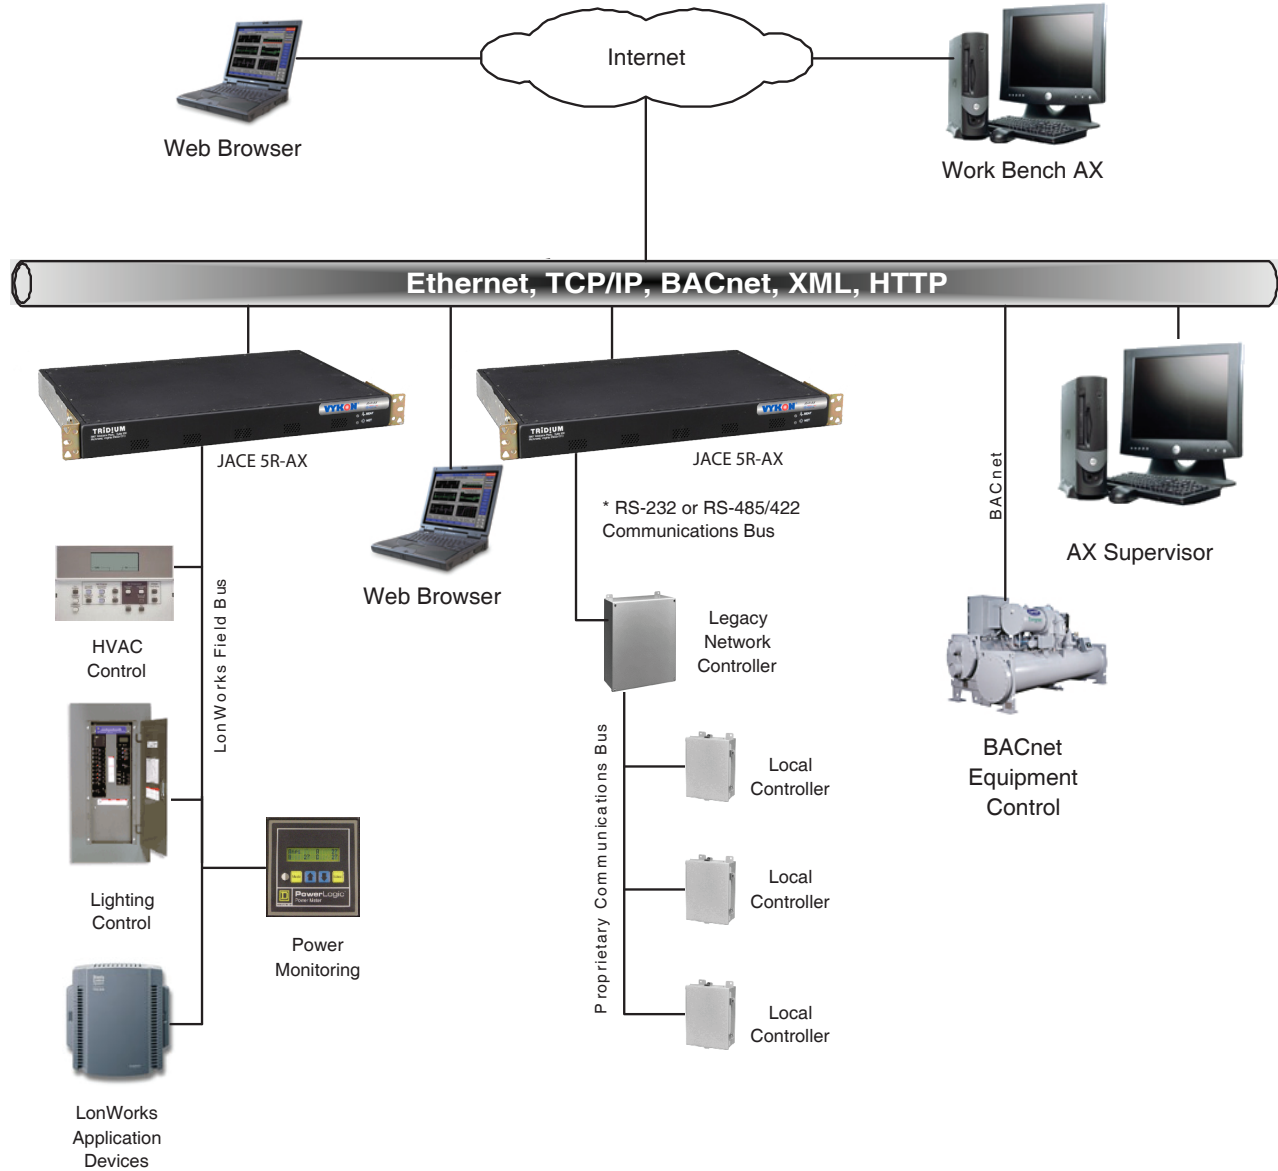 Internet
Web Browser
Work Bench AX
Ethernet, TCP/IP, BACnet, XML, HTTP
TRIDIUM
VYKON
JACE 5R-AX
TRIDIUM
VYKON
JACE 5R-AX
* RS-232 or RS-485/422
Communications Bus
BACnet
AX Supervisor
Web Browser
LonWorks Field Bus
HVAC
Control
Legacy
Network
Controller
Proprietary Communications Bus
Local
Controller
BACnet
Equipment
Control
Lighting
Control
PowerLogic
Power Meter
Power
Monitoring
Local
Controller
Local
Controller
LonWorks
Application
Devices